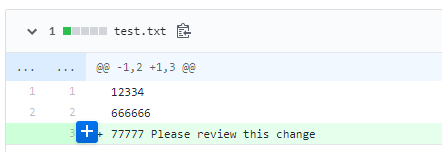 1 test.txt
... ... @@ -1,2 +1,3 @@
1 1 12334
2 2 666666
3 + 77777 Please review this change